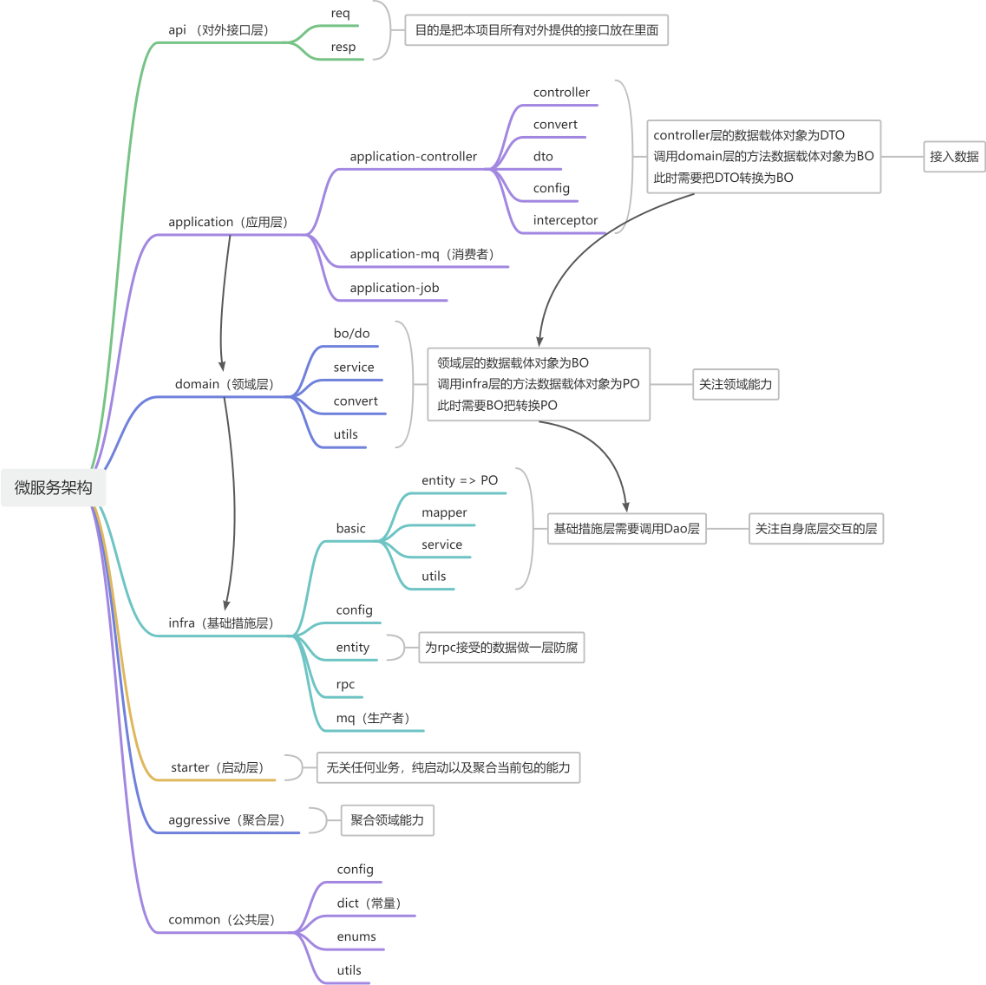 微服务架构
api （对外接口层）
req
resp
目的是把本项目所有对外提供的接口放在里面
application（应用层）
application-controller
controller
convert
dto
config
interceptor
controller层的数据载体对象为DTO
调用domain层的方法数据载体对象为BO
此时需要把DTO转换为BO
接入数据
application-mq（消费者）
application-job
domain（领域层）
bo/do
service
convert
utils
领域层的数据载体对象为BO
调用infra层的方法数据载体对象为PO
此时需要BO把转换PO
关注领域能力
infra（基础措施层）
basic
entity => PO
mapper
service
utils
基础措施层需要调用Dao层
关注自身底层交互的层
config
entity
为rpc接受的数据做一层防腐
rpc
mq（生产者）
starter（启动层）
无关任何业务，纯启动以及聚合当前包的能力
aggressive（聚合层）
聚合领域能力
common（公共层）
config
dict（常量）
enums
utils